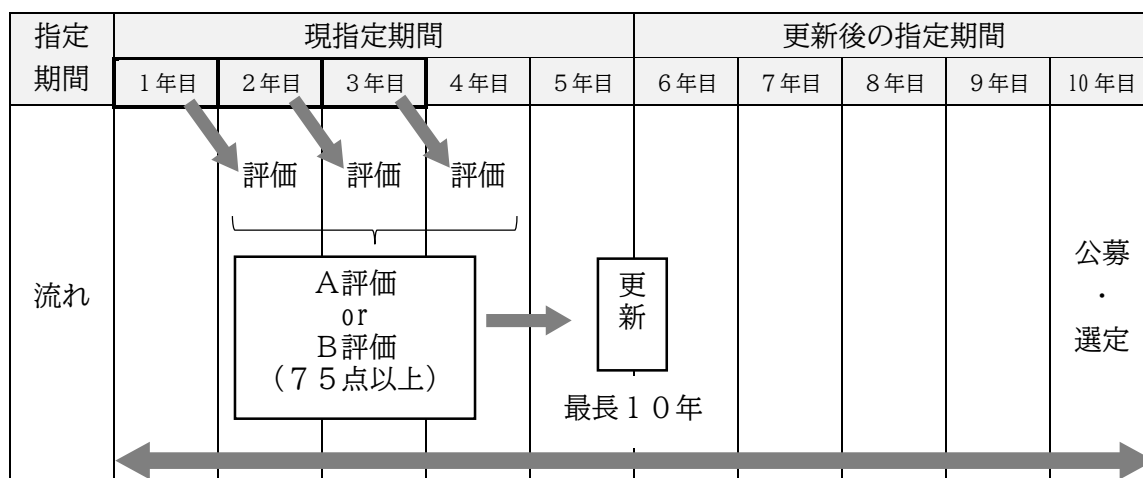 指定
期間
現指定期間
更新後の指定期間
1年目
2年目
3年目
4年目
5年目
6年目
7年目
8年目
9年目
10年目
流れ
評価
評価
評価
A評価
or
B評価
(75点以上)
更
新
最長10年
公募
・
選定